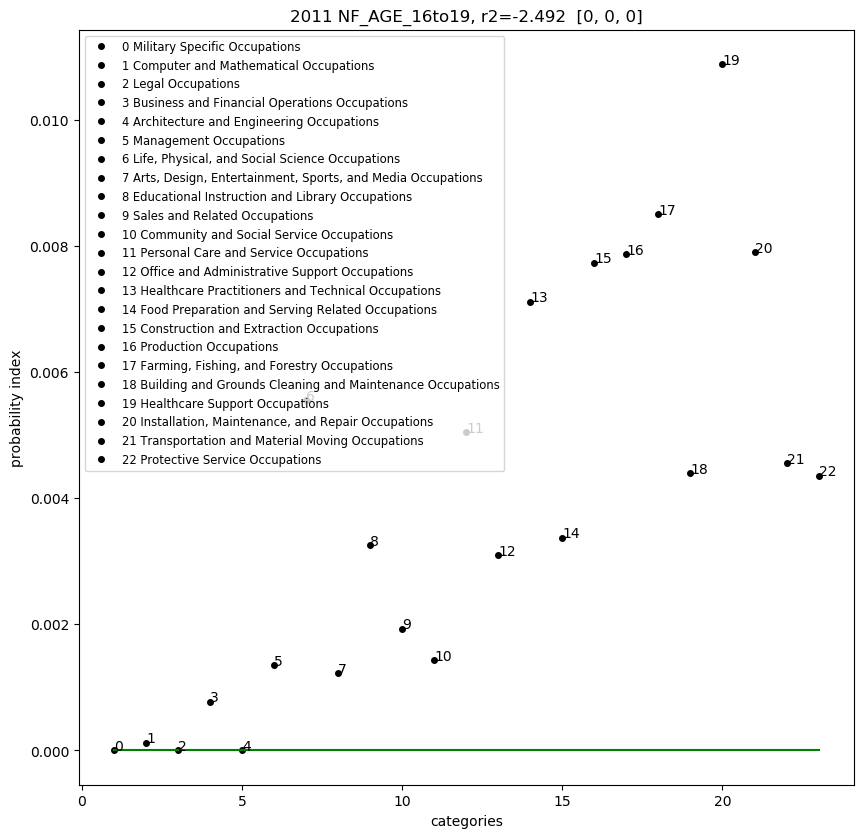 2011 NF_AGE_16to19, r2=-2.492  [0, 0, 0]
0 Military Specific Occupations
1 Computer and Mathematical Occupations
2 Legal Occupations
3 Business and Financial Operations Occupations
4 Architecture and Engineering Occupations
5 Management Occupations
6 Life, Physical, and Social Science Occupations
7 Arts, Design, Entertainment, Sports, and Media Occupations
8 Educational Instruction and Library Occupations
9 Sales and Related Occupations
10 Community and Social Service Occupations
11 Personal Care and Service Occupations
12 Office and Administrative Support Occupations
13 Healthcare Practitioners and Technical Occupations
14 Food Preparation and Serving Related Occupations
15 Construction and Extraction Occupations
16 Production Occupations
17 Farming, Fishing, and Forestry Occupations
18 Building and Grounds Cleaning and Maintenance Occupations
19 Healthcare Support Occupations
20 Installation, Maintenance, and Repair Occupations
21 Transportation and Material Moving Occupations
22 Protective Service Occupations
19
17
20
16
15
13
6
11
21
18
22
14
8
12
9
10
5
7
3
1
0
2
4
0.010
0.008
0.006
0.004
0.002
0.000
probability index
0
5
10
15
20
categories